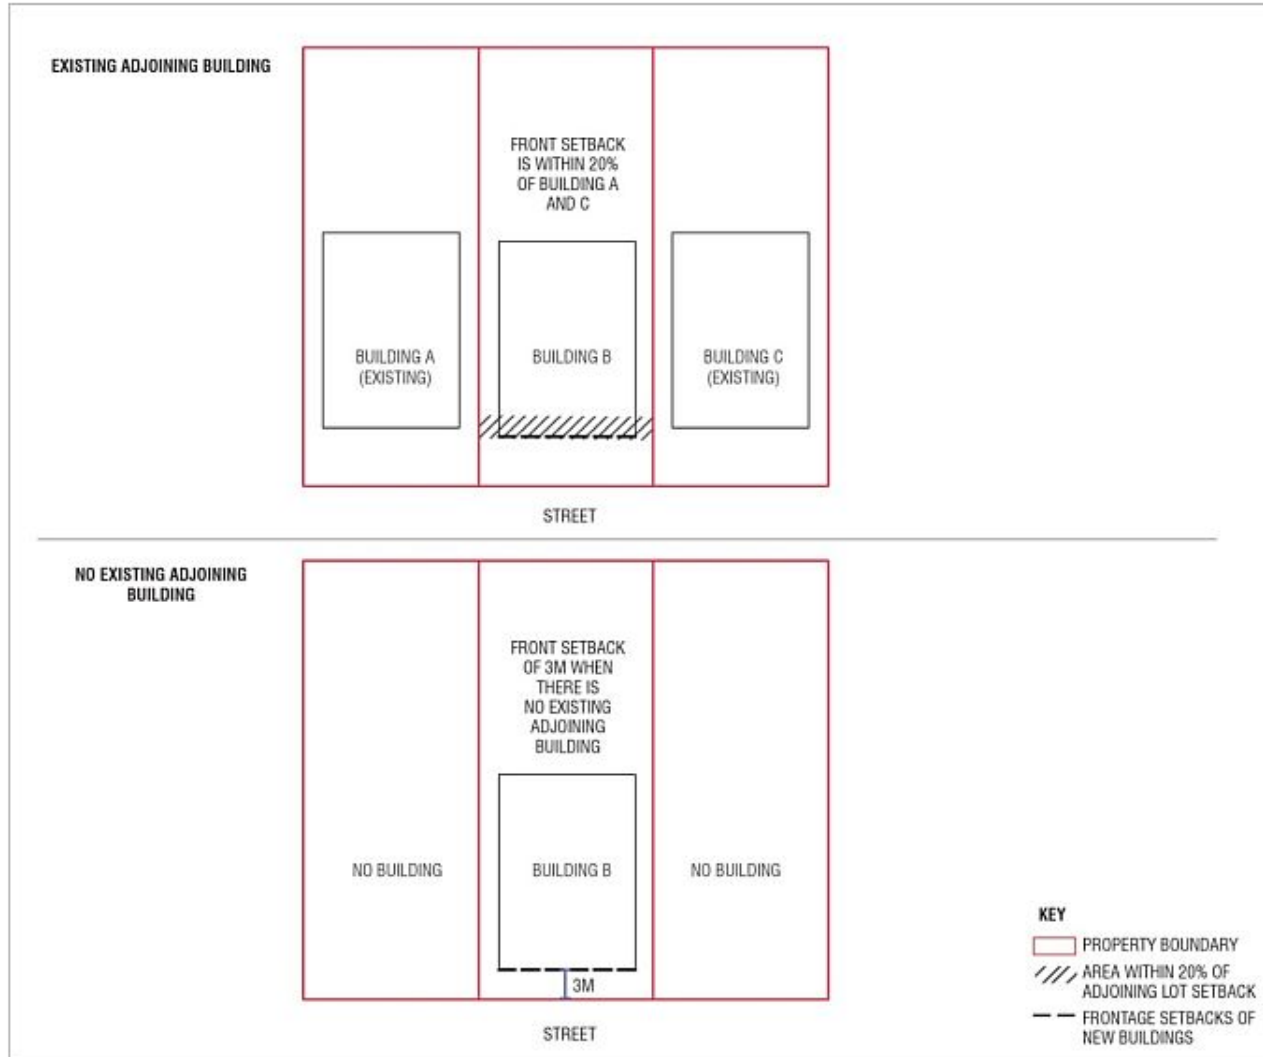 EXISTING ADJOINING BUILDING
FRONT SETBACK
IS WITHIN 20%
OF BUILDING A
AND C
BUILDING A
(EXISTING)
BUILDING B
BUILDING C
(EXISTING)
STREET
NO EXISTING ADJOINING
BUILDING
FRONT SETBACK
OF 3M WHEN
THERE IS
NO EXISTING
ADJOINING
BUILDING
NO BUILDING
BUILDING B
NO BUILDING
3M
STREET
KEY
PROPERTY BOUNDARY
AREA WITHIN 20% OF
ADJOINING LOT SETBACK
FRONTAGE SETBACKS OF
NEW BUILDINGS